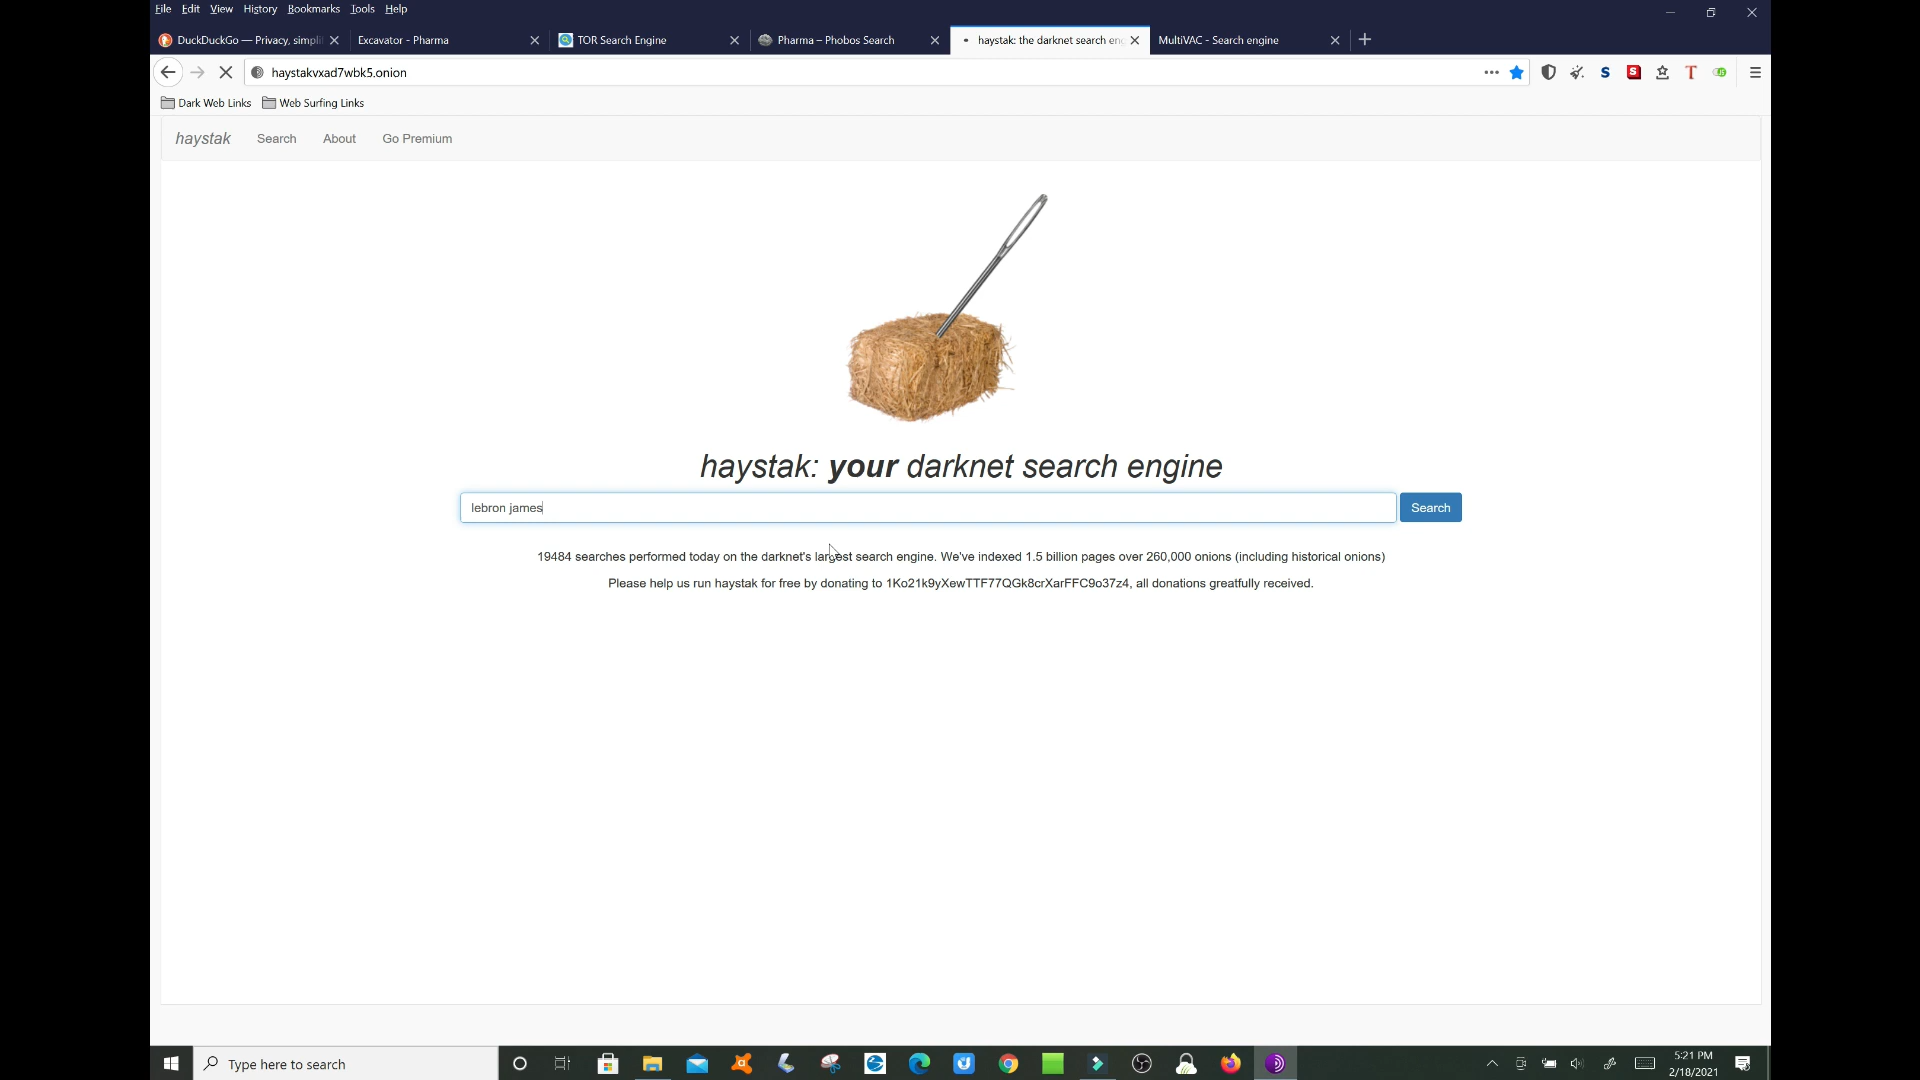 File Edit View History Bookmarks Tools Help
DuckDuckGo — Privacy, simpli
Excavator - Pharma
TOR Search Engine
Pharma – Phobos Search
haystak: the darknet search en
MultiVAC - Search engine
haystakvxad7wbk5.onion
Dark Web Links Web Surfing Links
haystak Search About Go Premium
haystak: your darknet search engine
lebron james
Search
19484 searches performed today on the darknet's largest search engine. We've indexed 1.5 billion pages over 260,000 onions (including historical onions)
Please help us run haystak for free by donating to 1Ko21k9yXewTTF77QGk8crXarFFC9o37z4, all donations greatfully received.
Type here to search
5:21 PM
2/18/2021